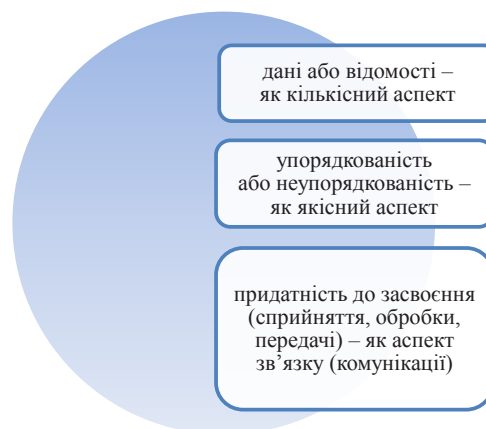 дані або відомості –
як кількісний аспект
упорядкованість
або неупорядкованість –
як якісний аспект
придатність до засвоєння
(сприйняття, обробки,
передачі) – як аспект
зв’язку (комунікації)